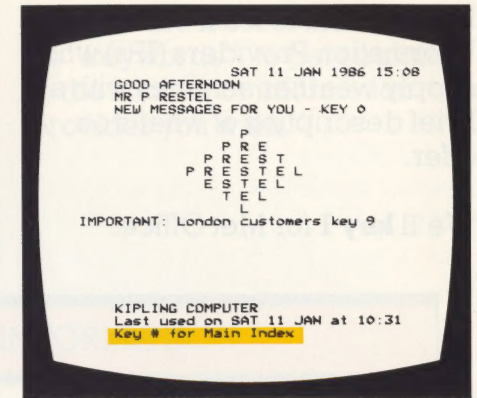 SAT 11 JAN 1986 15:08
GOOD AFTERNOON
MR P RESTEL
NEW MESSAGES FOR YOU - KEY 0
P
P R E
P R E S T
P R E S T E L
E S T E L
T E L
L
IMPORTANT: London customers key 9
KIPLING COMPUTER
Last used on SAT 11 JAN at 10:31
Key # for Main Index